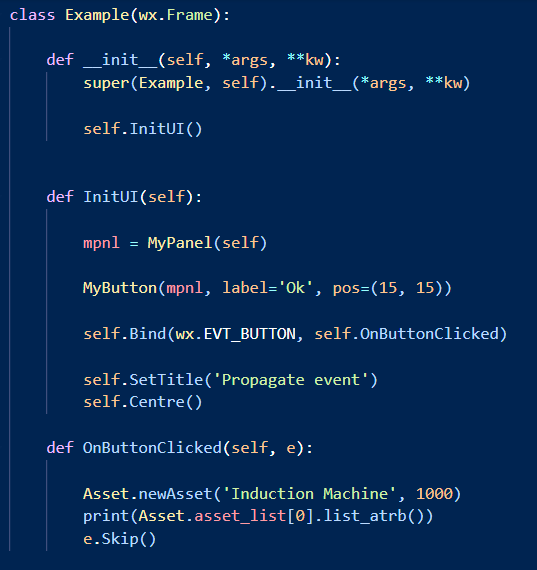 class Example(wx.Frame):
def __init__(self, *args, **kw):
super(Example, self).__init__(*args, **kw)
self.InitUI()
def InitUI(self):
mpnl = MyPanel(self)
MyButton(mpnl, label='Ok', pos=(15, 15))
self.Bind(wx.EVT_BUTTON, self.OnButtonClicked)
self.SetTitle('Propagate event')
self.Centre()
def OnButtonClicked(self, e):
Asset.newAsset('Induction Machine', 1000)
print(Asset.asset_list[0].list_atrb())
e.Skip()